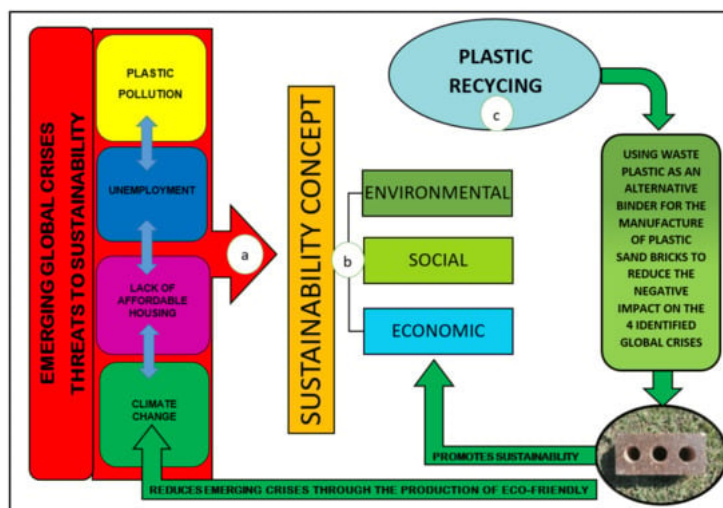 EMERGING GLOBAL CRISES
THREATS TO SUSTAINABILITY
PLASTIC
POLLUTION
UNEMPLOYMENT
LACK OF
AFFORDABLE
HOUSING
CLIMATE
CHANGE
a
SUSTAINABILITY CONCEPT
b
ENVIRONMENTAL
SOCIAL
ECONOMIC
PLASTIC
RECYCING
c
USING WASTE
PLASTIC AS AN
ALTERNATIVE
BINDER FOR THE
MANUFACTURE
OF PLASTIC
SAND BRICKS TO
REDUCE THE
NEGATIVE
IMPACT ON THE
4 IDENTIFIED
GLOBAL CRISES
PROMOTES SUSTAINABILITY
REDUCES EMERGING CRISES THROUGH THE PRODUCTION OF ECO-FRIENDLY